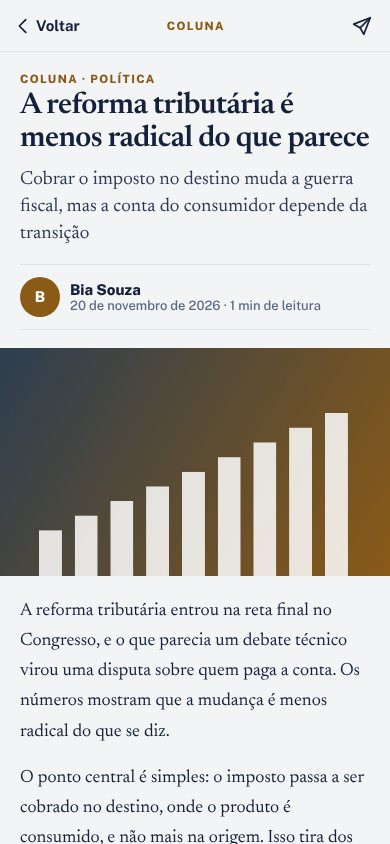 Voltar
COLUNA
COLUNA · POLÍTICA
A reforma tributária é
menos radical do que parece
Cobrar o imposto no destino muda a guerra
fiscal, mas a conta do consumidor depende da
transição
B
Bia Souza
20 de novembro de 2026 · 1 min de leitura
A reforma tributária entrou na reta final no
Congresso, e o que parecia um debate técnico
virou uma disputa sobre quem paga a conta. Os
números mostram que a mudança é menos
radical do que se diz.
O ponto central é simples: o imposto passa a ser
cobrado no destino, onde o produto é
consumido, e não mais na origem. Isso tira dos